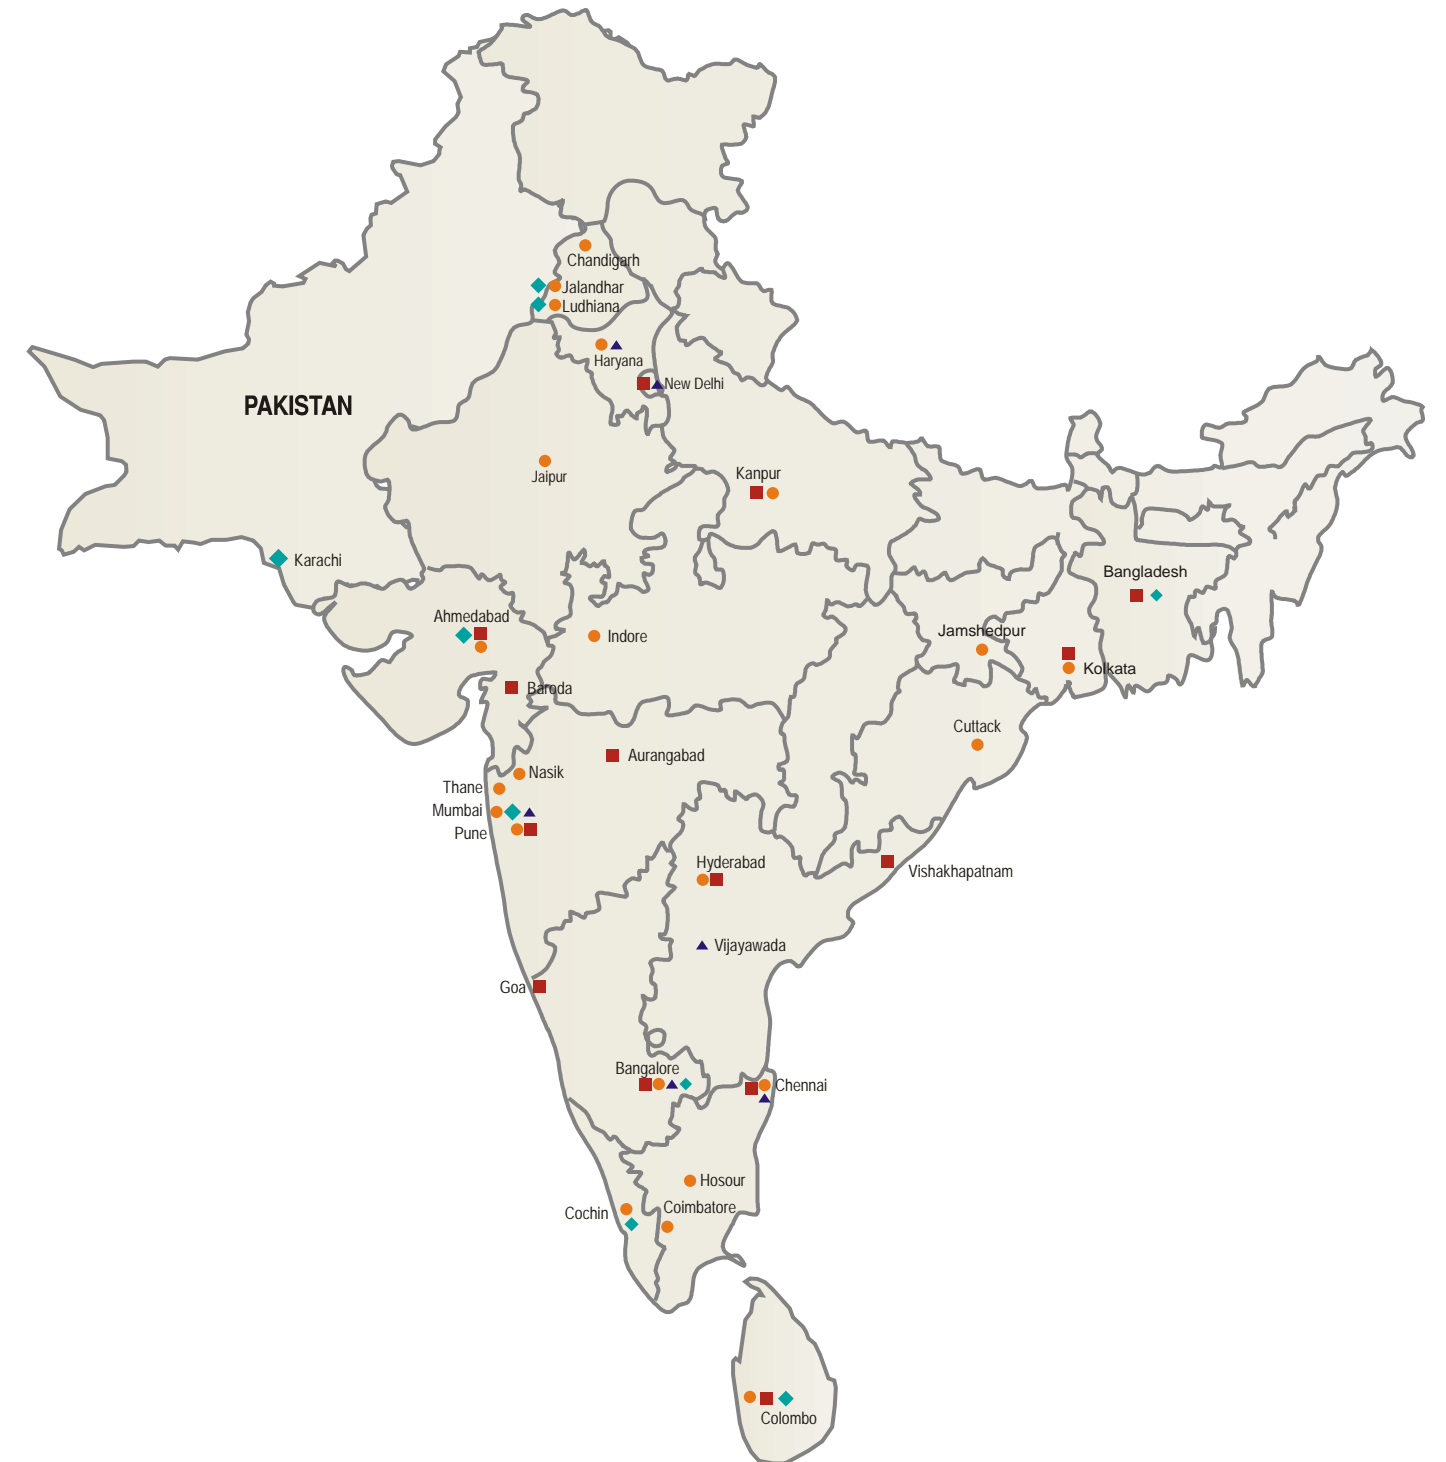 Chandigarh
Jalandhar
Ludhiana
Haryana
New Delhi
PAKISTAN
Jaipur
Kanpur
Karachi
Bangladesh
Ahmedabad
Jamshedpur
Indore
Kolkata
Baroda
Cuttack
Aurangabad
Nasik
Thane
Mumbai
Pune
Hyderabad
Vishakhapatnam
Vijayawada
Goa
Bangalore
Chennai
Hosour
Coimbatore
Cochin
Colombo